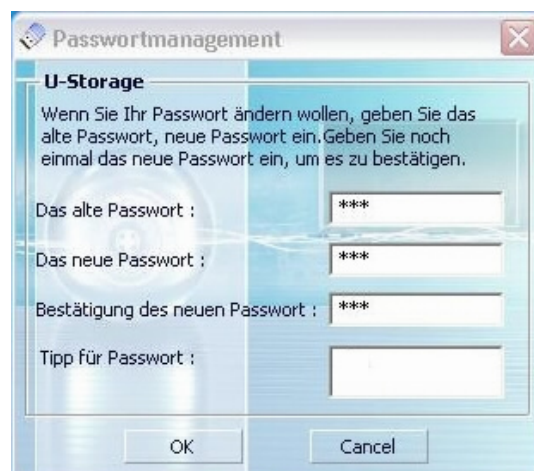 Passwortmanagement
U-Storage
Wenn Sie Ihr Passwort ändern wollen, geben Sie das
alte Passwort, neue Passwort ein.Geben Sie noch
einmal das neue Passwort ein, um es zu bestätigen.
Das alte Passwort : ***
Das neue Passwort : ***
Bestätigung des neuen Passwort : ***
Tipp für Passwort :
OK Cancel